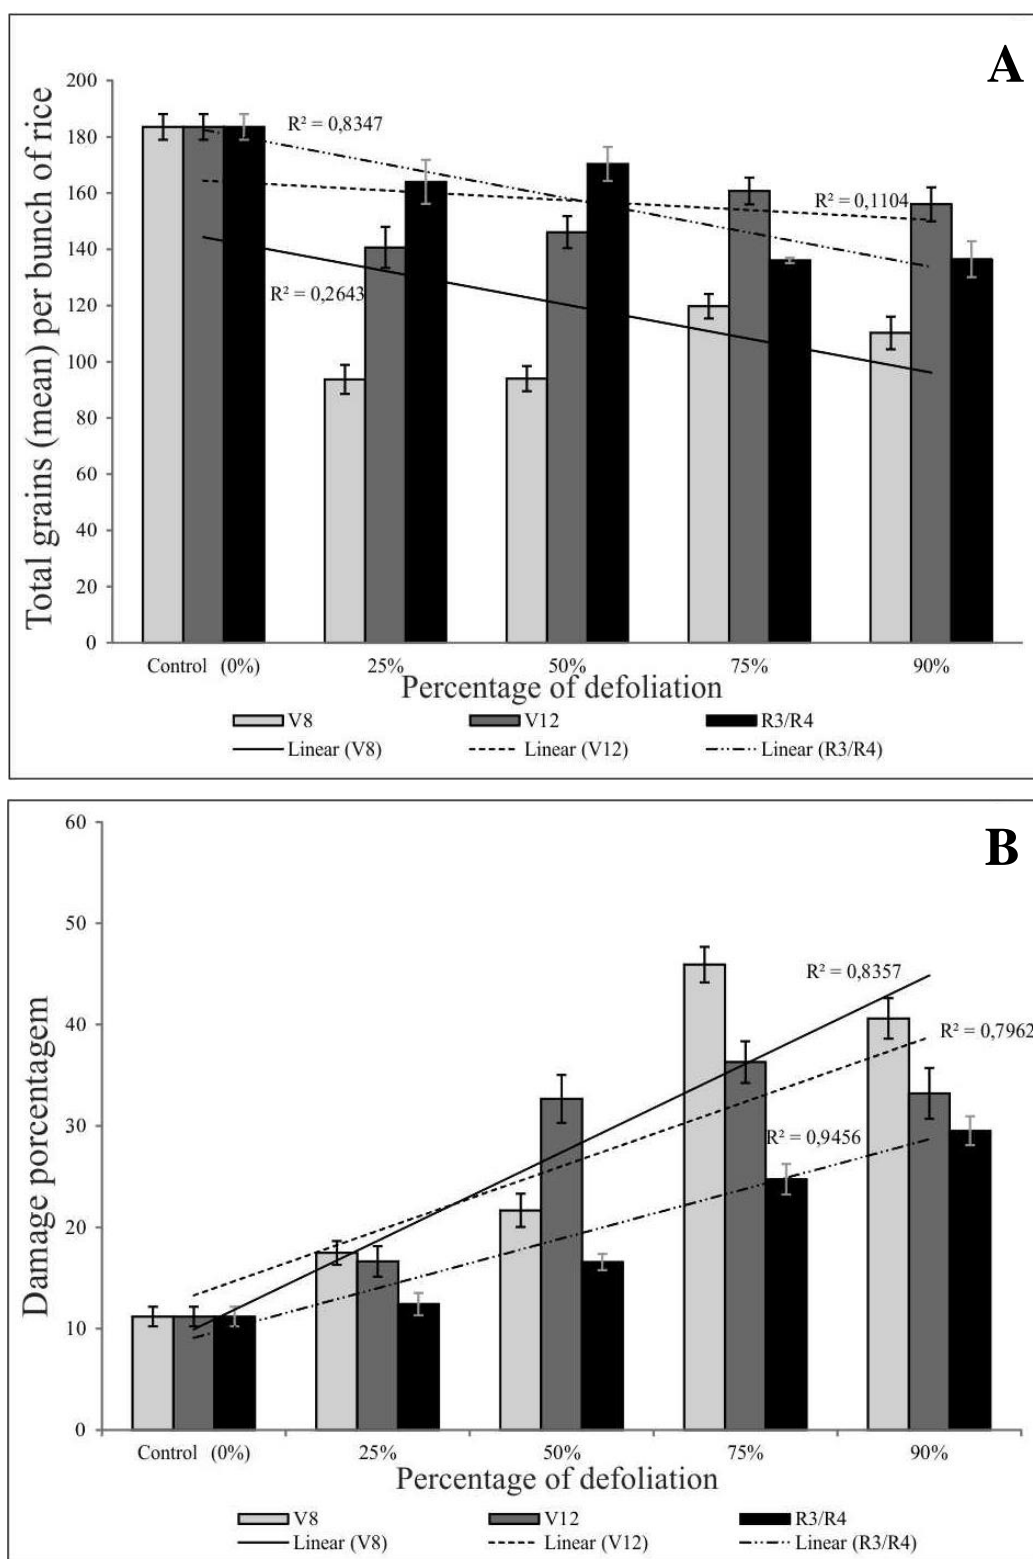 A
Total grains (mean) per bunch of rice
200
180
160
140
120
100
80
60
40
20
0
R² = 0,8347
R² = 0,1104
R² = 0,2643
Control (0%) 25% 50% 75% 90%
Percentage of defoliation
V8 V12 R3/R4
Linear (V8) Linear (V12) Linear (R3/R4)
B
Damage porcentagem
60
50
40
30
20
10
0
R² = 0,8357
R² = 0,7962
R² = 0,9456
Control (0%) 25% 50% 75% 90%
Percentage of defoliation
V8 V12 R3/R4
Linear (V8) Linear (V12) Linear (R3/R4)